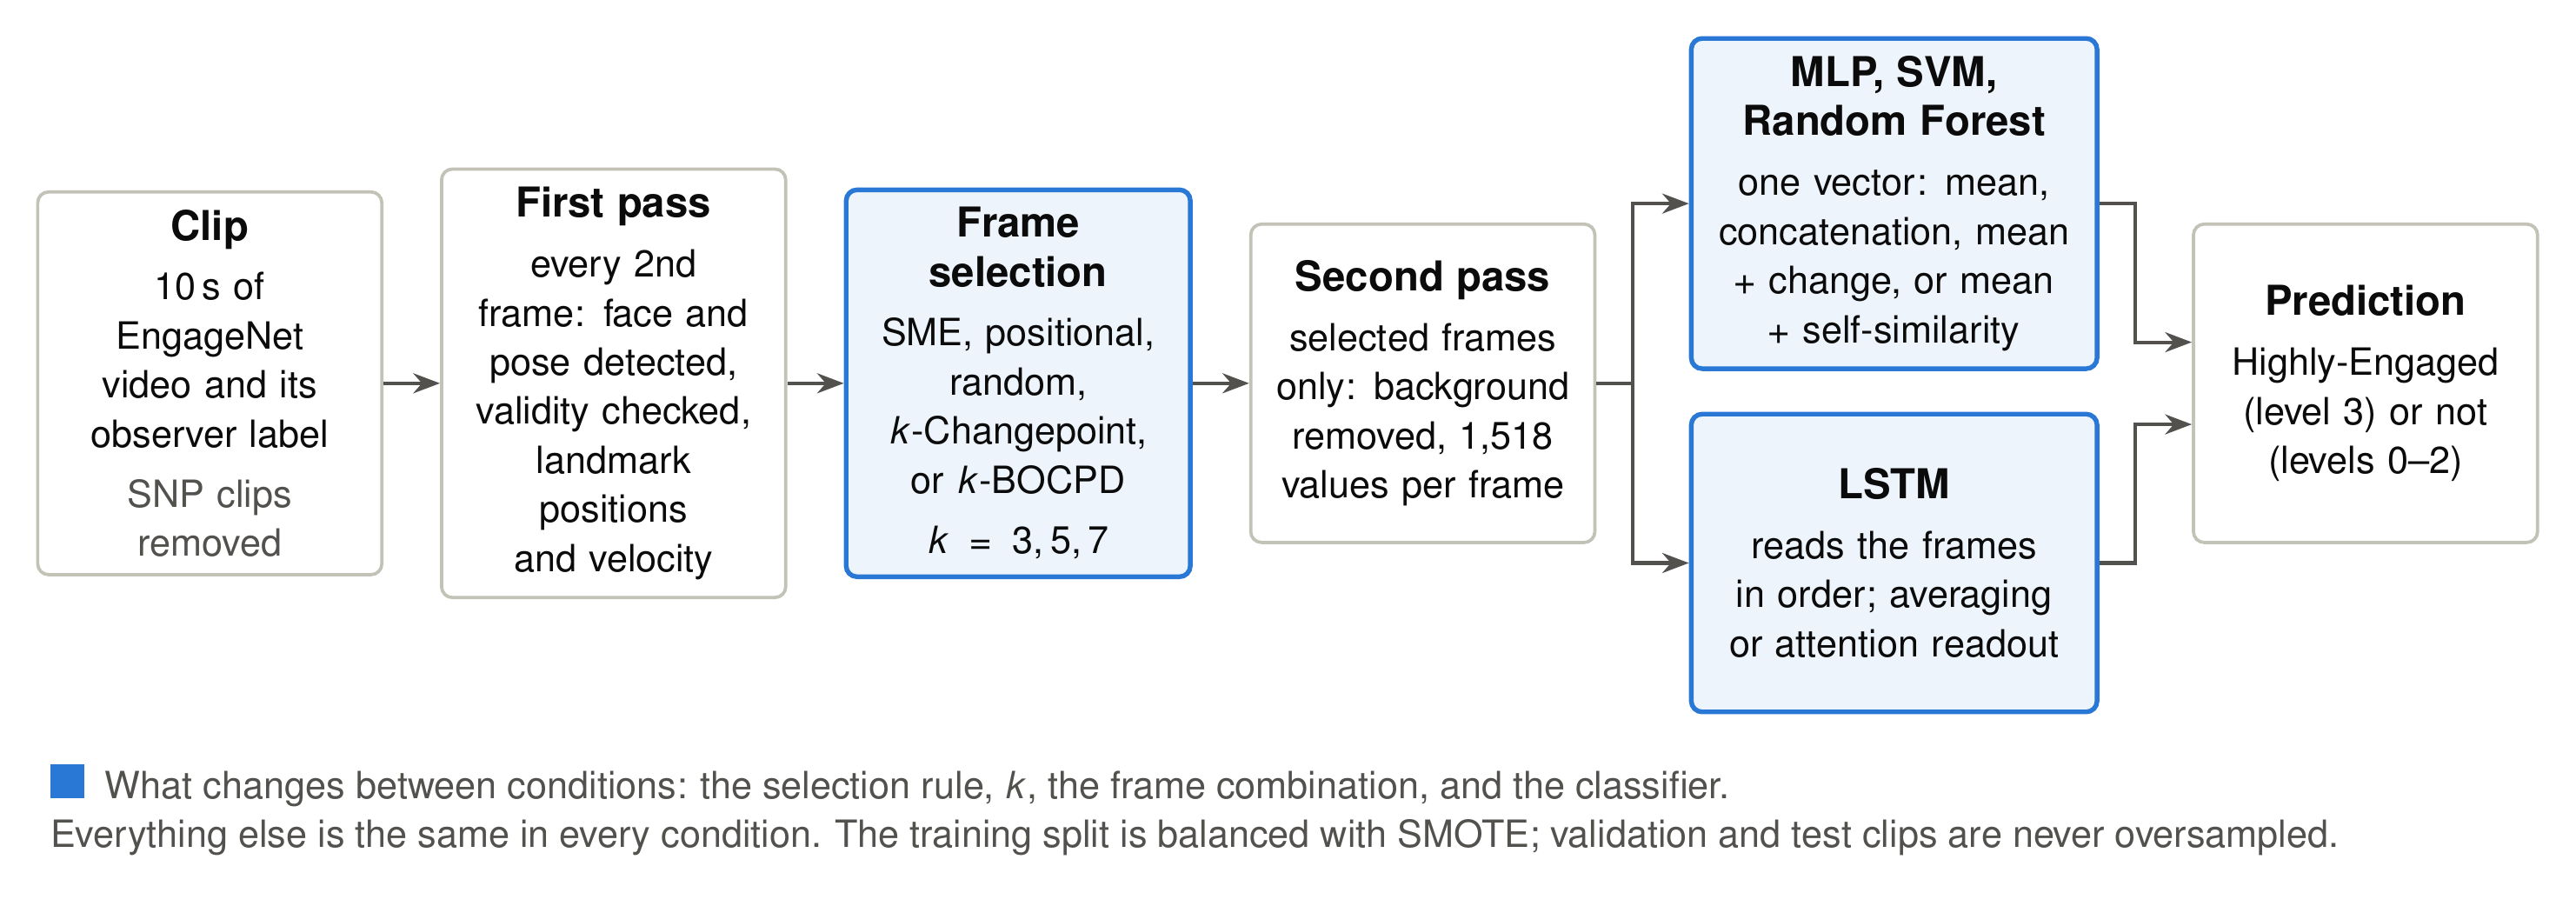 Clip
10 s of
EngageNet
video and its
observer label
SNP clips
removed
First pass
every 2nd
frame: face and
pose detected,
validity checked,
landmark
positions
and velocity
Frame
selection
SME, positional,
random,
k-Changepoint,
or k-BOCPD
k = 3, 5, 7
Second pass
selected frames
only: background
removed, 1,518
values per frame
MLP, SVM,
Random Forest
one vector: mean,
concatenation, mean
+ change, or mean
+ self-similarity
LSTM
reads the frames
in order; averaging
or attention readout
Prediction
Highly-Engaged
(level 3) or not
(levels 0–2)
What changes between conditions: the selection rule, k, the frame combination, and the classifier.
Everything else is the same in every condition. The training split is balanced with SMOTE; validation and test clips are never oversampled.